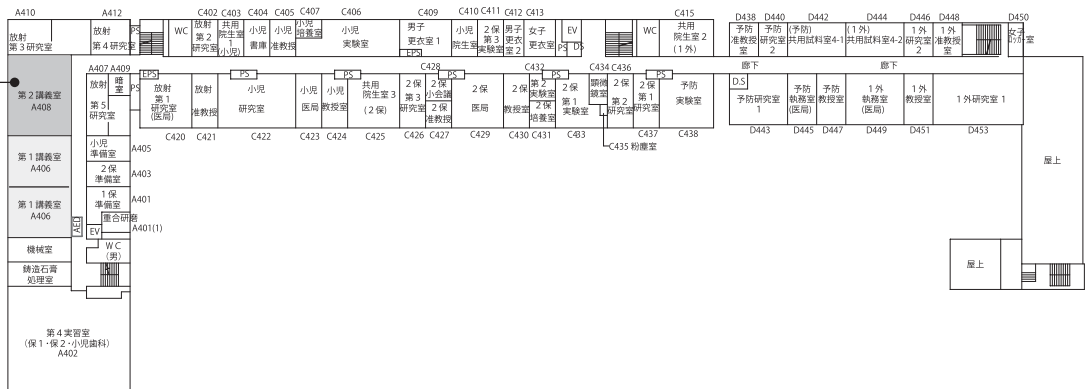 A410
A412
C402
C403
C404
C405
C407
C406
C409
C410
C411
C412
C413
C415
D438
D440
D442
D444
D446
D448
D450
放射
第3研究室
放射
第4研究室
PS
WC
放射
第2
研究室
共用
院生室
1
(小児)
小児
書庫
小児
准教授
小児
培養室
小児
実験室
男子
更衣室1
EPS
小児
院生室
2保
第3
実験室
男子
更衣
室2
女子
更衣室
EV
PS
DS
WC
共用
院生室2
(1外)
予防
准教授
室
予防
研究室
2
(予防)
共用試料室4-1
(1外)
共用試料室4-2
1外
研究室
2
1外
准教授
室
女子
ロッカー室
廊下
廊下
第2講義室
A408
A407
A409
放射
第5
研究室
暗室
PS
EPS
PS
PS
C428
PS
C432
PS
C434
C436
PS
放射
第1
研究室
(医局)
放射
准教授
小児
研究室
小児
医局
小児
教授室
共用
院生室3
(2保)
2保
第3
研究室
2保
小会議
2保
准教授
2保
医局
2保
教授室
第2
実験室
2保
培養室
2保
第1
実験室
顕微
鏡室
2保
第2
研究室
2保
第1
研究室
予防
実験室
D.S
予防研究室
1
予防
執務室
(医局)
予防
教授室
1外
執務室
(医局)
1外
教授室
1外研究室1
C420
C421
C422
C423
C424
C425
C426
C427
C429
C430
C431
C433
C437
C438
D443
D445
D447
D449
D451
D453
C435 粉塵室
第1講義室
A406
第1講義室
A406
小児
準備室
A405
2保
準備室
A403
1保
準備室
A401
重合研磨
A401(1)
AED
EV
WC
(男)
機械室
鋳造石膏
処理室
第4実習室
(保1・保2・小児歯科)
A402
屋上
屋上